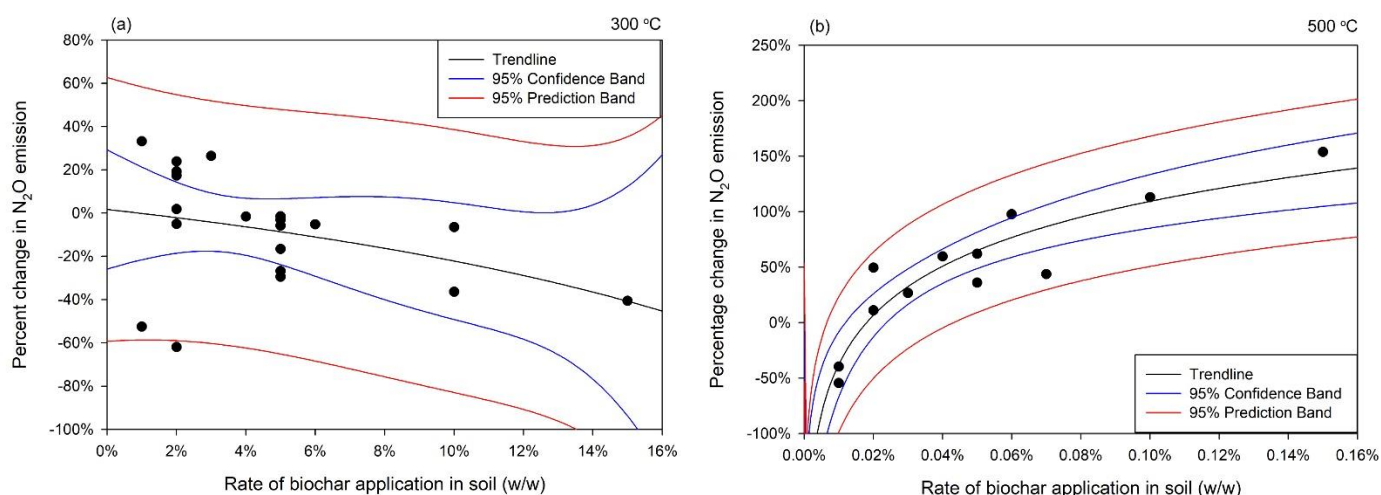 (a)
300 °C
80%
60%
40%
20%
0%
-20%
-40%
-60%
-80%
-100%
Percent change in N₂O emission
Trendline
95% Confidence Band
95% Prediction Band
0%
2%
4%
6%
8%
10%
12%
14%
16%
Rate of biochar application in soil (w/w)
(b)
500 °C
250%
200%
150%
100%
50%
0%
-50%
-100%
Percentage change in N₂O emission
Trendline
95% Confidence Band
95% Prediction Band
0.00%
0.02%
0.04%
0.06%
0.08%
0.10%
0.12%
0.14%
0.16%
Rate of biochar application in soil (w/w)